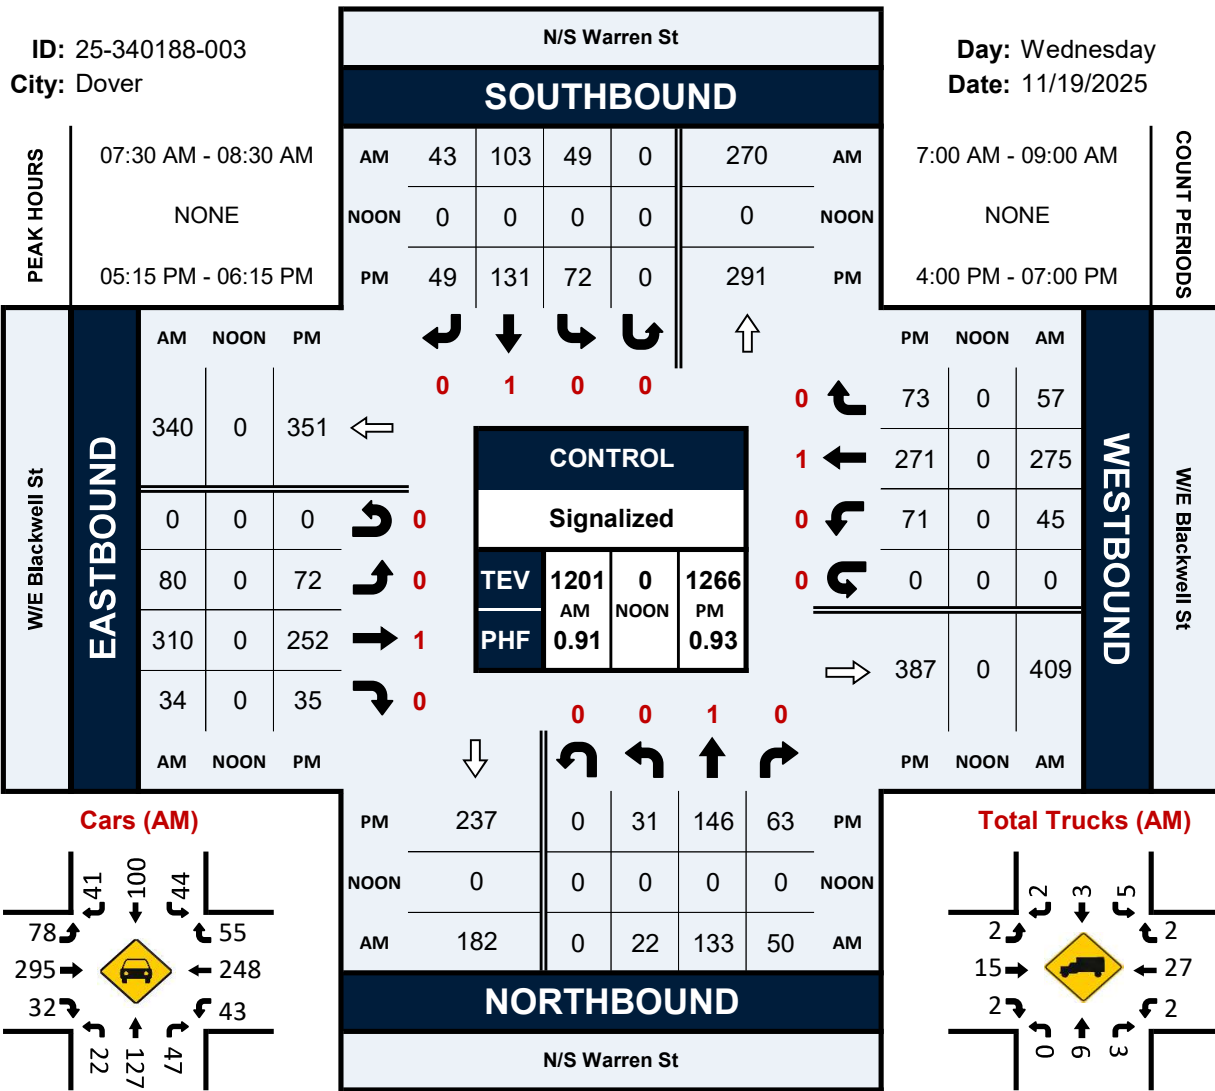 N/S Warren St
ID: 25-340188-003
City: Dover
Day: Wednesday
Date: 11/19/2025
SOUTHBOUND
PEAK HOURS
07:30 AM - 08:30 AM
NONE
05:15 PM - 06:15 PM
AM 43 103 49 0 270 AM
NOON 0 0 0 0 0 NOON
PM 49 131 72 0 291 PM
7:00 AM - 09:00 AM
NONE
4:00 PM - 07:00 PM
COUNT PERIODS
0 1 0 0
W/E Blackwell St
EASTBOUND
AM NOON PM
340 0 351
0 0 0 0
80 0 72 0
310 0 252 1
34 0 35 0
AM NOON PM
CONTROL
Signalized
TEV 1201 0 1266
AM NOON PM
PHF 0.91 0.93
PM NOON AM
0 73 0 57
1 271 0 275
0 71 0 45
0 0 0 0
387 0 409
PM NOON AM
WESTBOUND
W/E Blackwell St
0 0 1 0
PM 237 0 31 146 63 PM
NOON 0 0 0 0 0 NOON
AM 182 0 22 133 50 AM
NORTHBOUND
N/S Warren St
Cars (AM)
41 100 44
78 55
295 248
32 43
22 127 47
Total Trucks (AM)
2 3 5
2 2
15 27
2 2
0 6 3